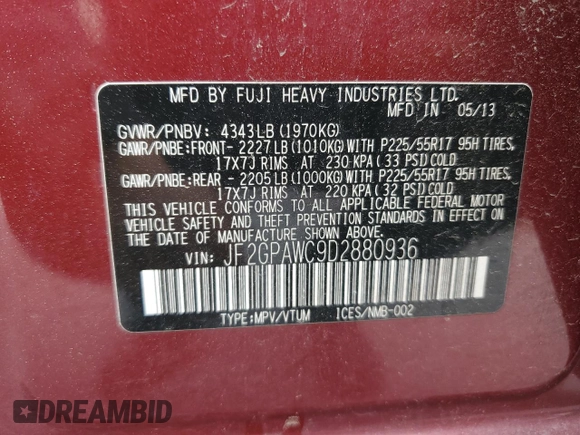 MFD BY FUJI HEAVY INDUSTRIES LTD.
MFD IN 05/13
GVWR/PNBV: 4343LB(1970KG)
GAWR/PNBE:FRONT- 2227LB(1010KG)WITH P225/55R17 95H TIRES,
17X7J RIMS AT 230 KPA(33 PSI)COLD
GAWR/PNBE:REAR - 2205LB(1000KG)WITH P225/55R17 95H TIRES,
17X7J RIMS AT 220 KPA(32 PSI)COLD
THIS VEHICLE CONFORMS TO ALL APPLICABLE FEDERAL MOTOR
VEHICLE SAFETY AND THEFT PREVENTION STANDARDS IN EFFECT ON
THE DATE OF MANUFACTURE SHOWN ABOVE.
VIN: JF2GPAWC9D2880936
TYPE:MPV/VTUM ICES/NMB-002
DREAMBID